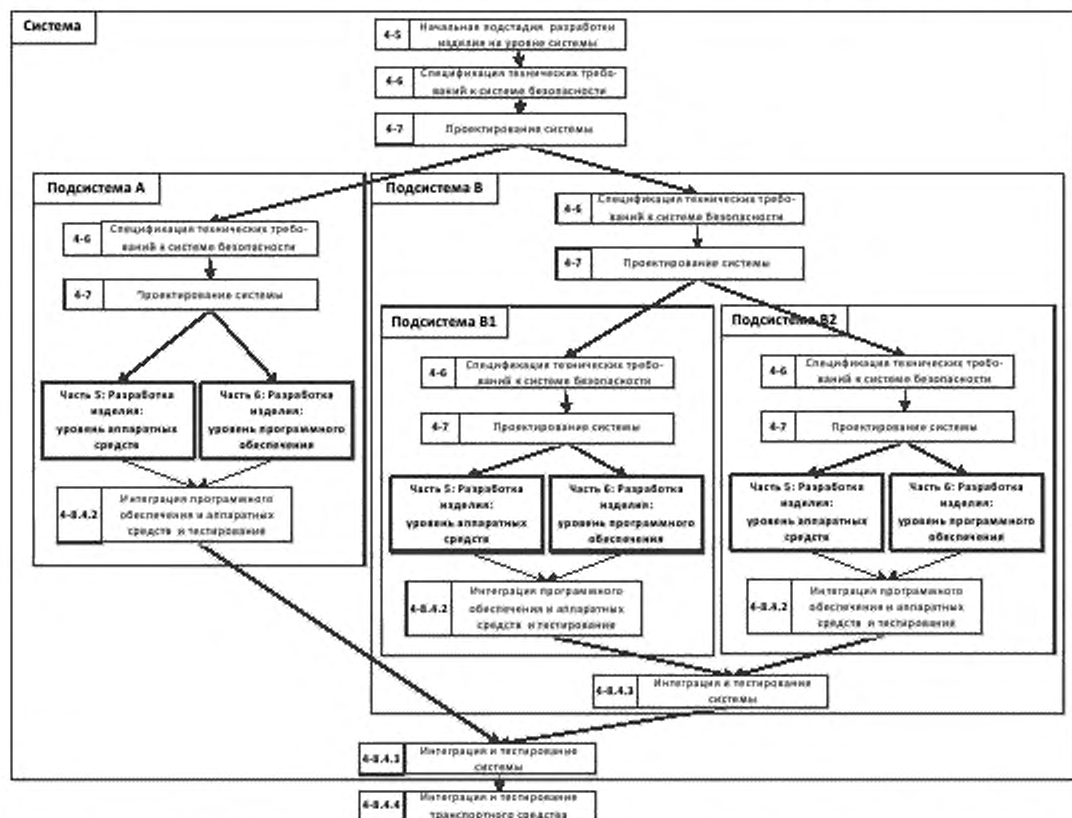 Система
4-5
Начальная подстадия разработки
изделия на уровне системы
4-6
Спецификация технических требо-
ваний к системе безопасности
4-7
Проектирование системы
Подсистема А
4-6
Спецификация технических требо-
ваний к системе безопасности
4-7
Проектирование системы
Часть 5: Разработка
изделия:
уровень аппаратных
средств
Часть 6: Разработка
изделия:
уровень программного
обеспечения
4-8.4.2
Интеграция программного
обеспечения и аппаратных
средств и тестирование
Подсистема В
4-6
Спецификация технических требо-
ваний к системе безопасности
4-7
Проектирование системы
Подсистема В1
4-6
Спецификация технических требо-
ваний к системе безопасности
4-7
Проектирование системы
Часть 5: Разработка
изделия:
уровень аппаратных
средств
Часть 6: Разработка
изделия:
уровень программного
обеспечения
4-8.4.2
Интеграция программного
обеспечения и аппаратных
средств и тестирование
Подсистема В2
4-6
Спецификация технических требо-
ваний к системе безопасности
4-7
Проектирование системы
Часть 5: Разработка
изделия:
уровень аппаратных
средств
Часть 6: Разработка
изделия:
уровень программного
обеспечения
4-8.4.2
Интеграция программного
обеспечения и аппаратных
средств и тестирование
4-8.4.3
Интеграция и тестирование
системы
4-8.4.3
Интеграция и тестирование
системы
4-8.4.4
Интеграция и тестирование
транспортного средства